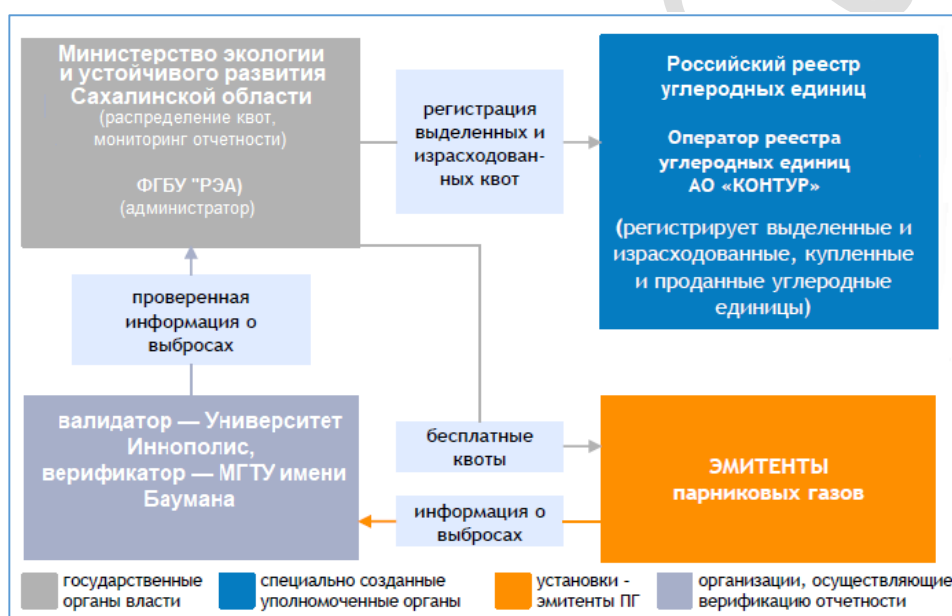 Министерство экологии
и устойчивого развития
Сахалинской области
(распределение квот,
мониторинг отчетности)
ФГБУ "РЭА)
(администратор)
регистрация
выделенных и
израсходован-
ных квот
Российский реестр
углеродных единиц
Оператор реестра
углеродных единиц
АО «КОНТУР»
(регистрирует выделенные и
израсходованные, купленные
и проданные углеродные
единицы)
проверенная
информация о
выбросах
валидатор — Университет
Иннополис,
верификатор — МГТУ имени
Баумана
бесплатные
квоты
информация о
выбросах
ЭМИТЕНТЫ
парниковых газов
государственные
органы власти
специально созданные
уполномоченные органы
установки -
эмитенты ПГ
организации, осуществляющие
верификацию отчетности